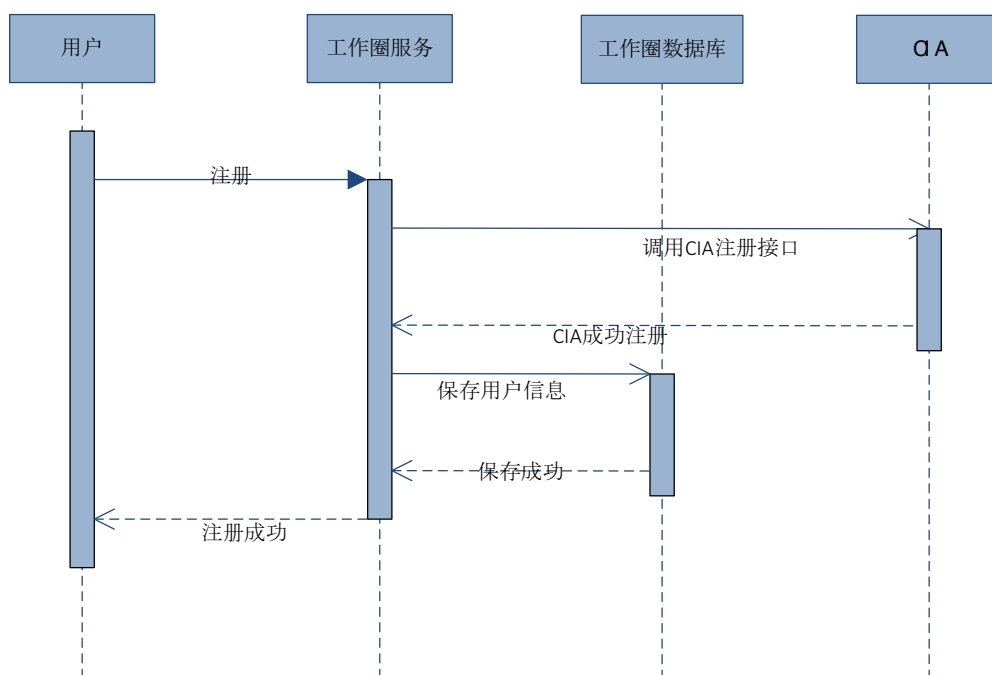 用户
工作圈服务
工作圈数据库
CIA
注册
调用CIA注册接口
CIA成功注册
保存用户信息
保存成功
注册成功